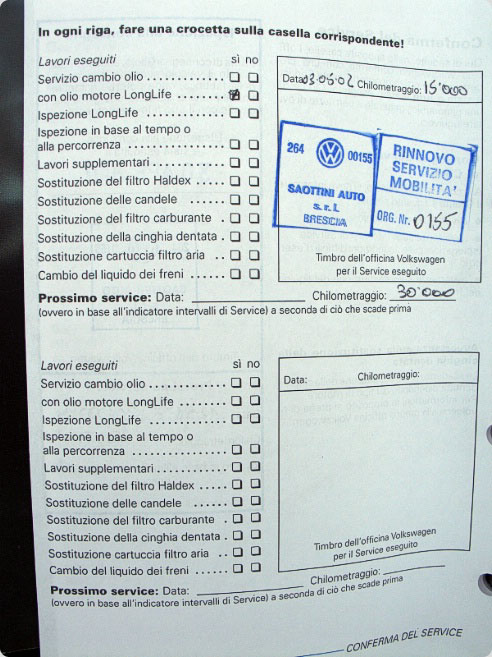 In ogni riga, fare una crocetta sulla casella corrispondente!
Lavori eseguiti sì no
Servizio cambio olio ............
con olio motore LongLife ........
Ispezione LongLife .............
Ispezione in base al tempo o
alla percorrenza ...............
Lavori supplementari ............
Sostituzione del filtro Haldex .....
Sostituzione delle candele ......
Sostituzione del filtro carburante .
Sostituzione della cinghia dentata .
Sostituzione cartuccia filtro aria ..
Cambio del liquido dei freni ......
Data: 03.05.02 Chilometraggio: 15'000
264 00155
SAOTTINI AUTO
s.r.l.
BRESCIA
RINNOVO
SERVIZIO
MOBILITA'
ORG. Nr. 0155
Timbro dell'officina Volkswagen
per il Service eseguito
Prossimo service: Data: Chilometraggio: 30'000
(ovvero in base all'indicatore intervalli di Service) a seconda di ciò che scade prima
Lavori eseguiti sì no
Servizio cambio olio ............
con olio motore LongLife ........
Ispezione LongLife .............
Ispezione in base al tempo o
alla percorrenza ...............
Lavori supplementari ............
Sostituzione del filtro Haldex .....
Sostituzione delle candele ......
Sostituzione del filtro carburante .
Sostituzione della cinghia dentata .
Sostituzione cartuccia filtro aria ..
Cambio del liquido dei freni ......
Data: Chilometraggio:
Timbro dell'officina Volkswagen
per il Service eseguito
Prossimo service: Data: Chilometraggio:
(ovvero in base all'indicatore intervalli di Service) a seconda di ciò che scade prima
CONFERMA DEL SERVICE